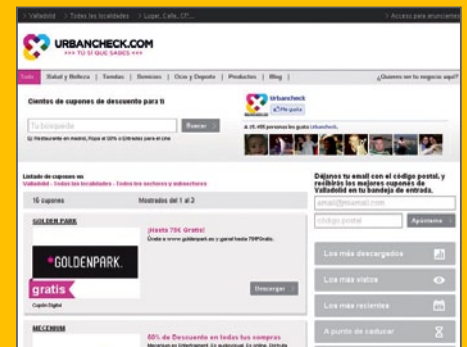 > Valladolid > Todas las localidades > Lugar, Calle, CP... > Acceso para anunciantes
URBANCHECK.COM
*** TU SÍ QUE SABES ***
Todo | Salud y Belleza | Tiendas | Servicios | Ocio y Deporte | Productos | Blog | ¿Quieres ver tu negocio aquí?
Cientos de cupones de descuento para ti
Tu búsqueda
Buscar
Urbancheck
Me gusta
personas les gusta Urbancheck.
Listado de cupones en
Valladolid - Todas las localidades - Todos los sectores y subsectores
16 cupones Mostrados del 1 al 3
GOLDEN PARK
¡Hasta 75€ Gratis!
GOLDENPARK.
gratis
Cupón Digital
Descargar
MECENIUM
60% de Descuento en todas tus compras
Déjanos tu email con el código postal, y
recibirás los mejores cupones de
Valladolid en tu bandeja de entrada.
email@miamail.com
código postal
Apúntame
Los más descargados
Los más vistos
Los más recientes
A punto de caducar